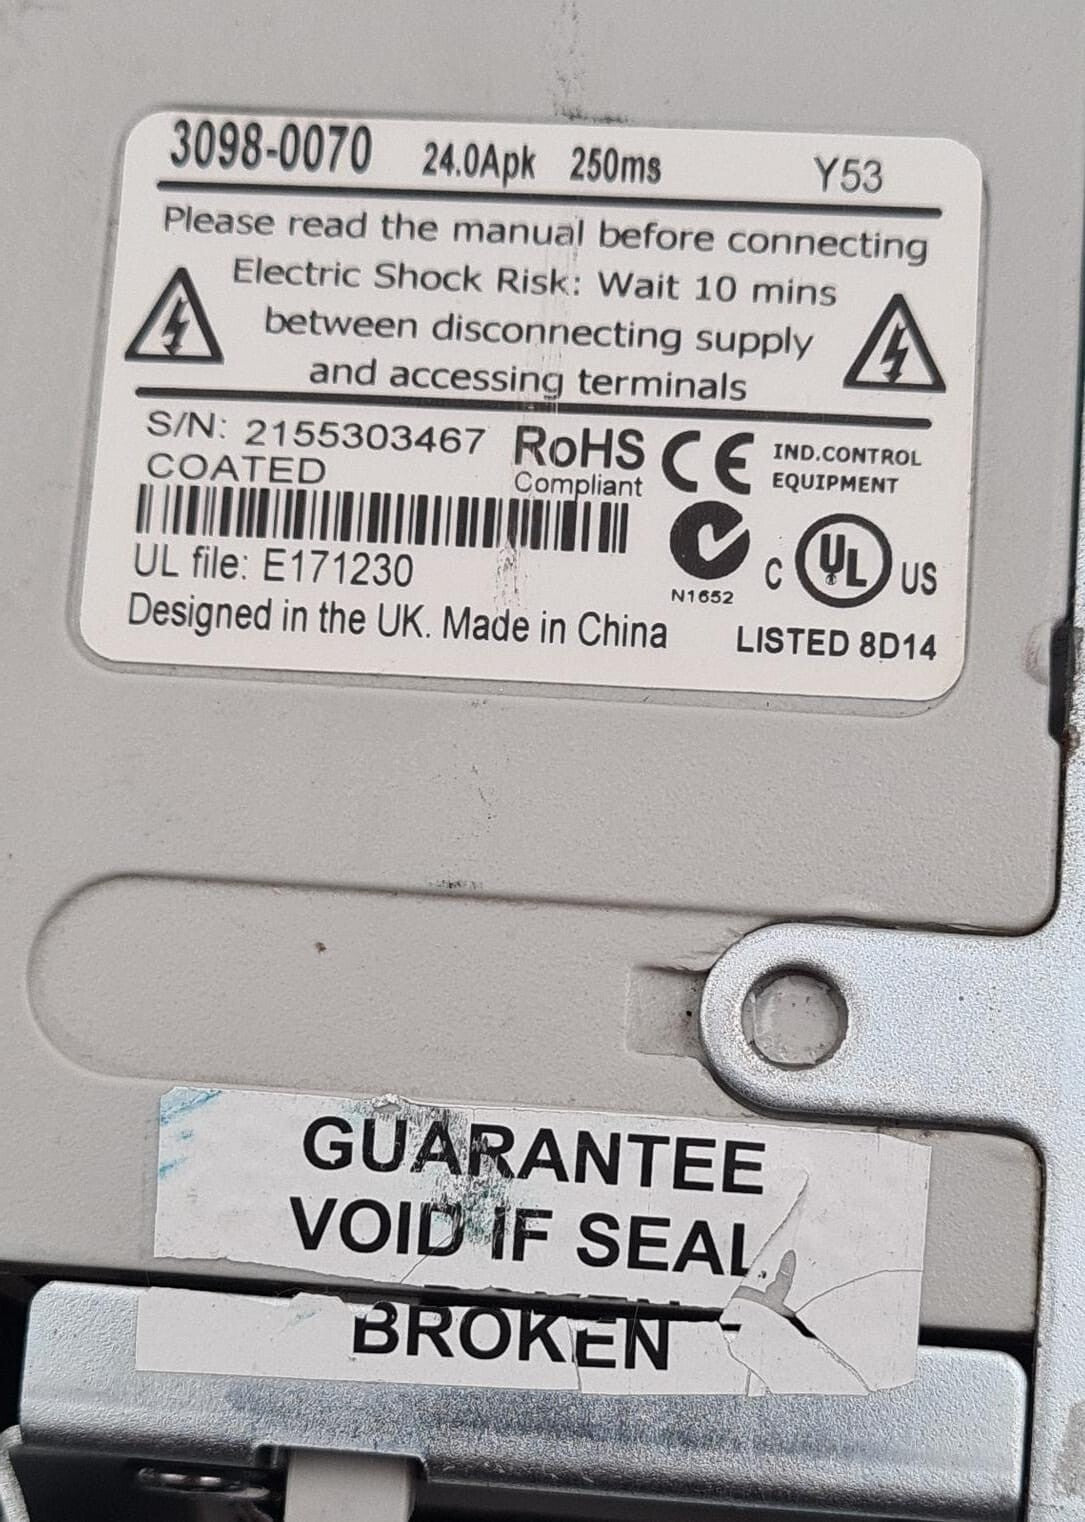 3098-0070 24.0Apk 250ms Y53
Please read the manual before connecting
Electric Shock Risk: Wait 10 mins
between disconnecting supply
and accessing terminals
S/N: 2155303467
COATED
RoHS
Compliant
CE
IND.CONTROL
EQUIPMENT
UL file: E171230
N1652
C UL US
Designed in the UK. Made in China
LISTED 8D14
GUARANTEE
VOID IF SEAL
BROKEN